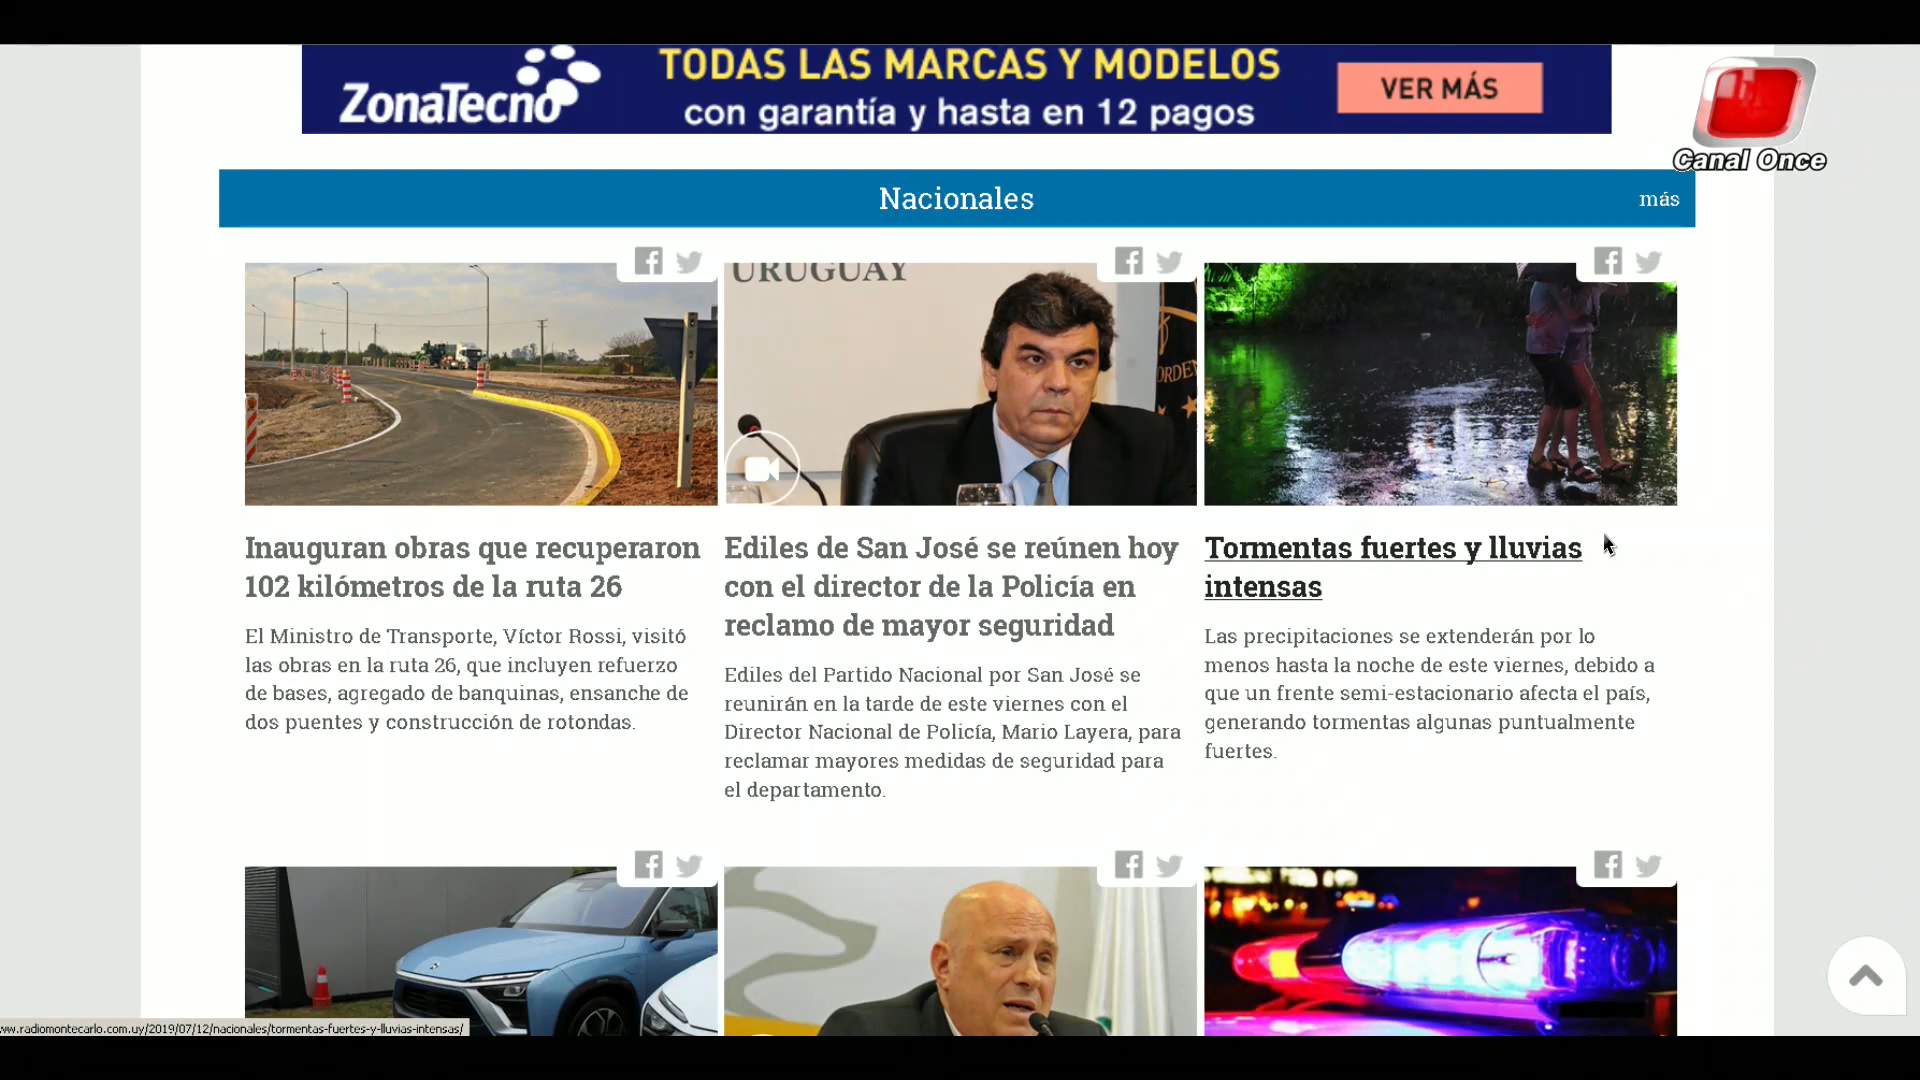 ZonaTecno
TODAS LAS MARCAS Y MODELOS
con garantía y hasta en 12 pagos
VER MÁS
Canal Once
Nacionales
más
URUGUAY
ORDEN
Inauguran obras que recuperaron
102 kilómetros de la ruta 26
El Ministro de Transporte, Víctor Rossi, visitó
las obras en la ruta 26, que incluyen refuerzo
de bases, agregado de banquinas, ensanche de
dos puentes y construcción de rotondas.
Ediles de San José se reúnen hoy
con el director de la Policía en
reclamo de mayor seguridad
Ediles del Partido Nacional por San José se
reunirán en la tarde de este viernes con el
Director Nacional de Policía, Mario Layera, para
reclamar mayores medidas de seguridad para
el departamento.
Tormentas fuertes y lluvias
intensas
Las precipitaciones se extenderán por lo
menos hasta la noche de este viernes, debido a
que un frente semi-estacionario afecta el país,
generando tormentas algunas puntualmente
fuertes.
ww.radiomontecarlo.com.uy/2019/07/12/nacionales/tormentas-fuertes-y-lluvias-intensas/